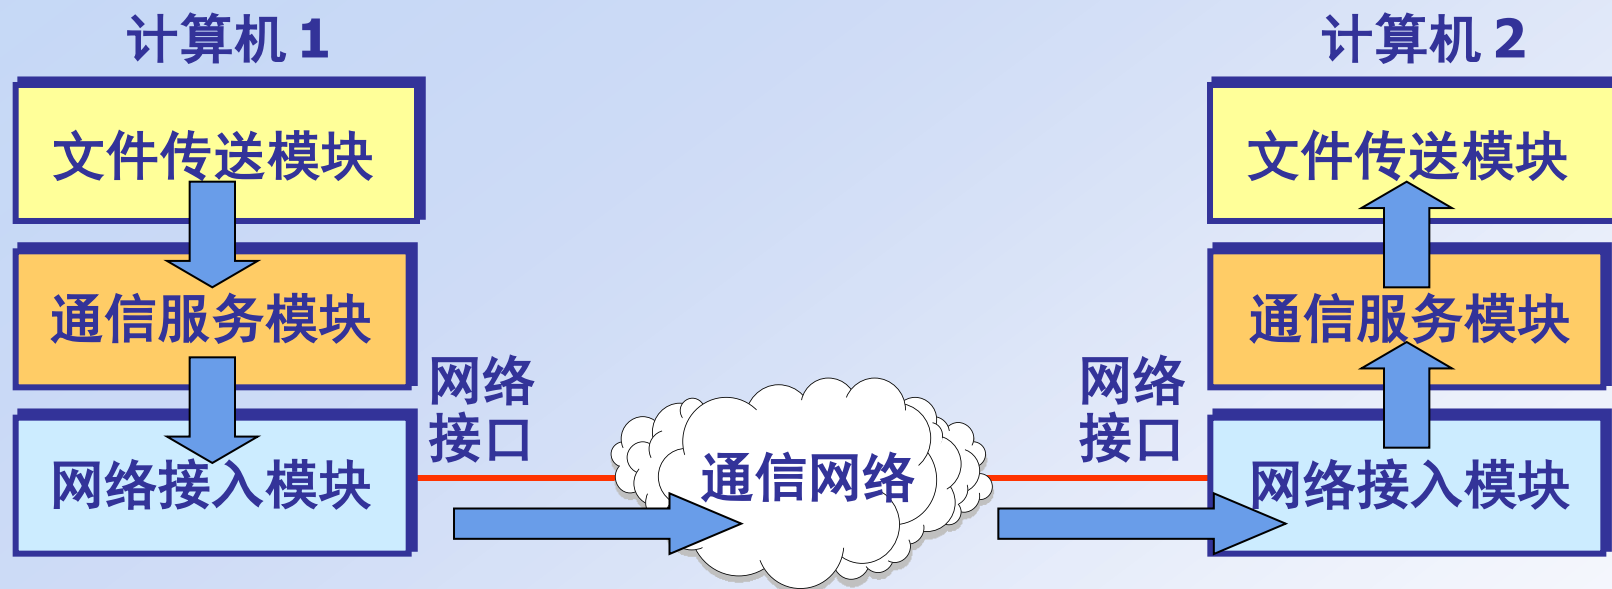 计算机 1
计算机 2
文件传送模块
文件传送模块
通信服务模块
通信服务模块
网络
接口
网络
接口
网络接入模块
通信网络
网络接入模块